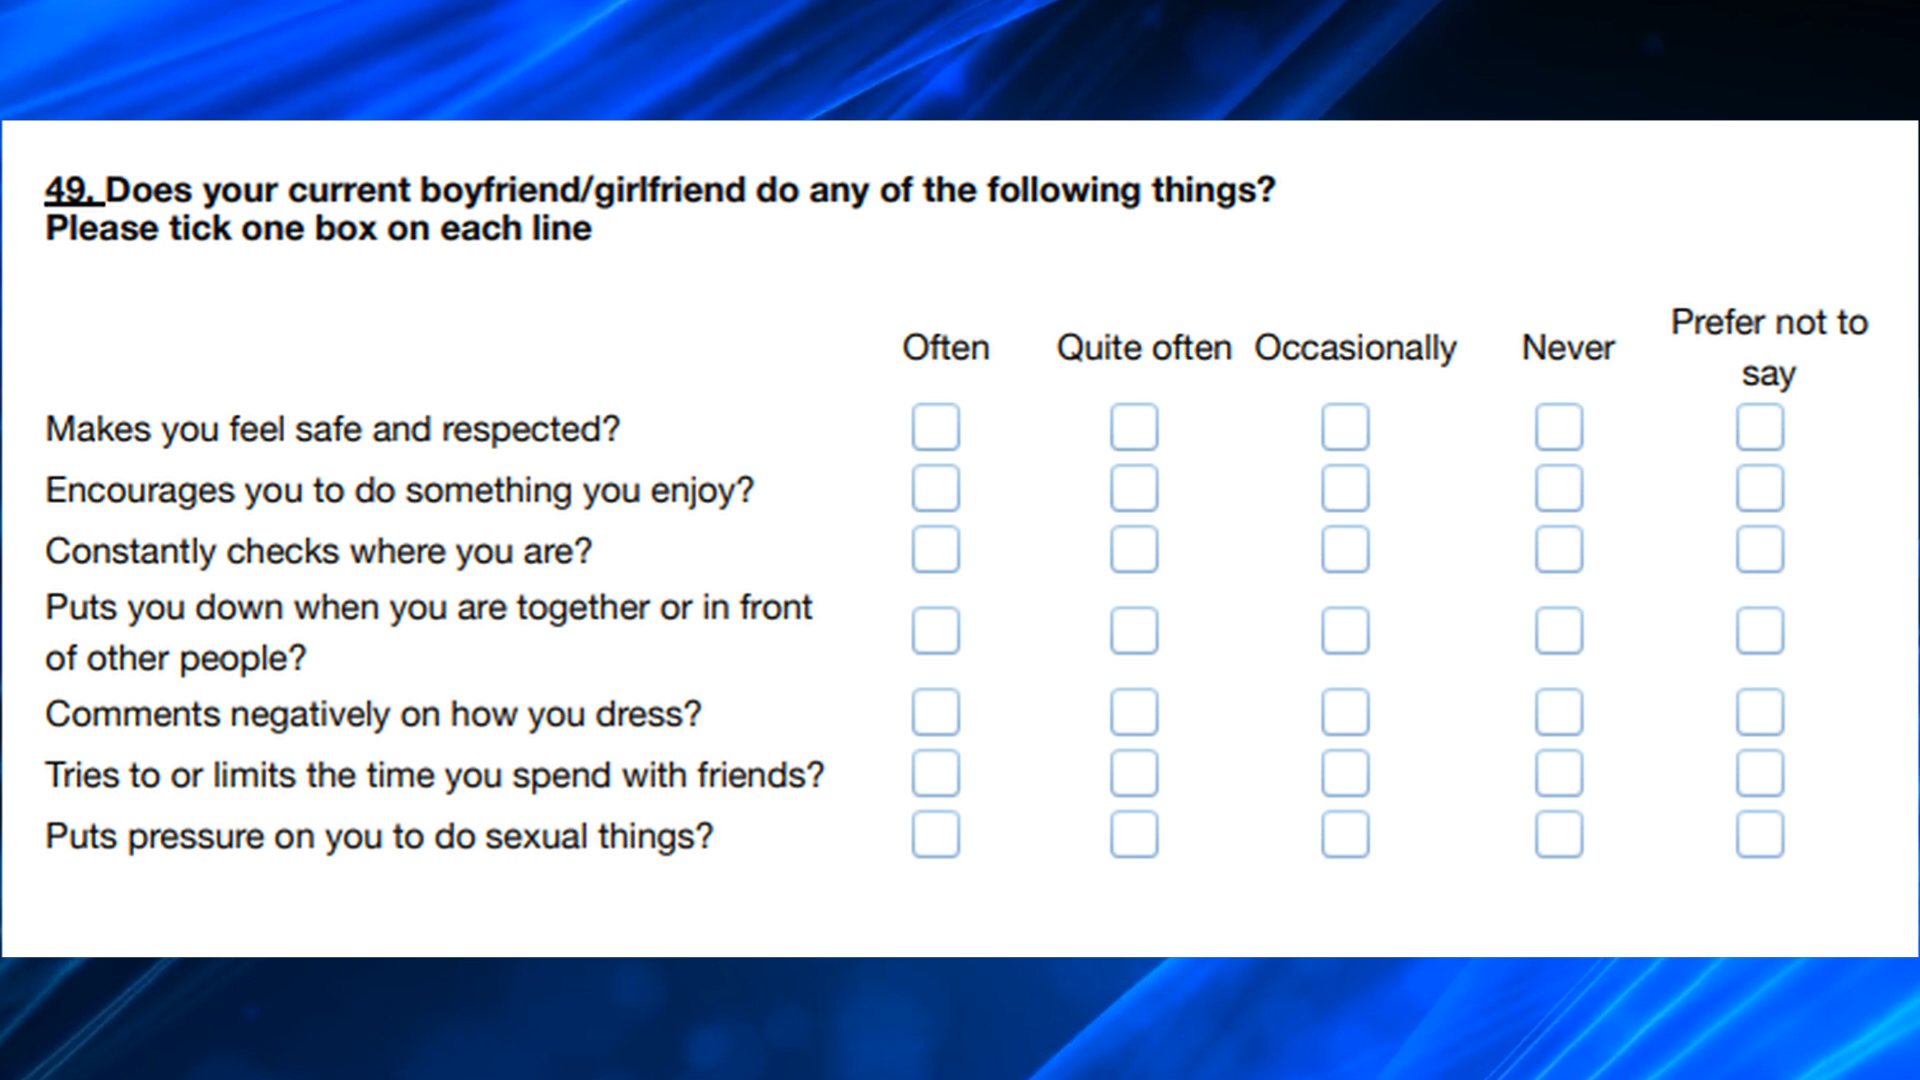 49. Does your current boyfriend/girlfriend do any of the following things?
Please tick one box on each line
Often Quite often Occasionally Never Prefer not to
say
Makes you feel safe and respected?
Encourages you to do something you enjoy?
Constantly checks where you are?
Puts you down when you are together or in front
of other people?
Comments negatively on how you dress?
Tries to or limits the time you spend with friends?
Puts pressure on you to do sexual things?